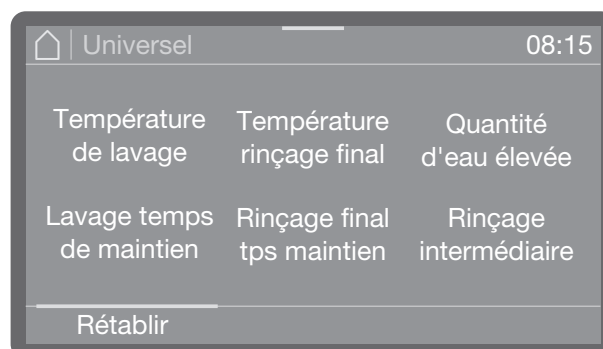 Universel 08:15
Température de lavage
Température rinçage final
Quantité d'eau élevée
Lavage temps de maintien
Rinçage final tps maintien
Rinçage intermédiaire
Rétablir